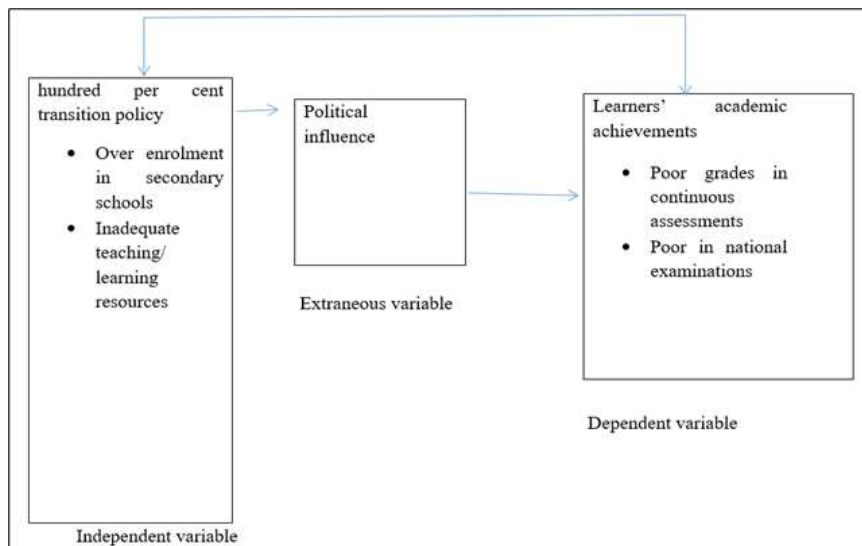 hundred per cent
transition policy
• Over enrolment
in secondary
schools
• Inadequate
teaching/
learning
resources
Independent variable
Political
influence
Extraneous variable
Learners' academic
achievements
• Poor grades in
continuous
assessments
• Poor in national
examinations
Dependent variable